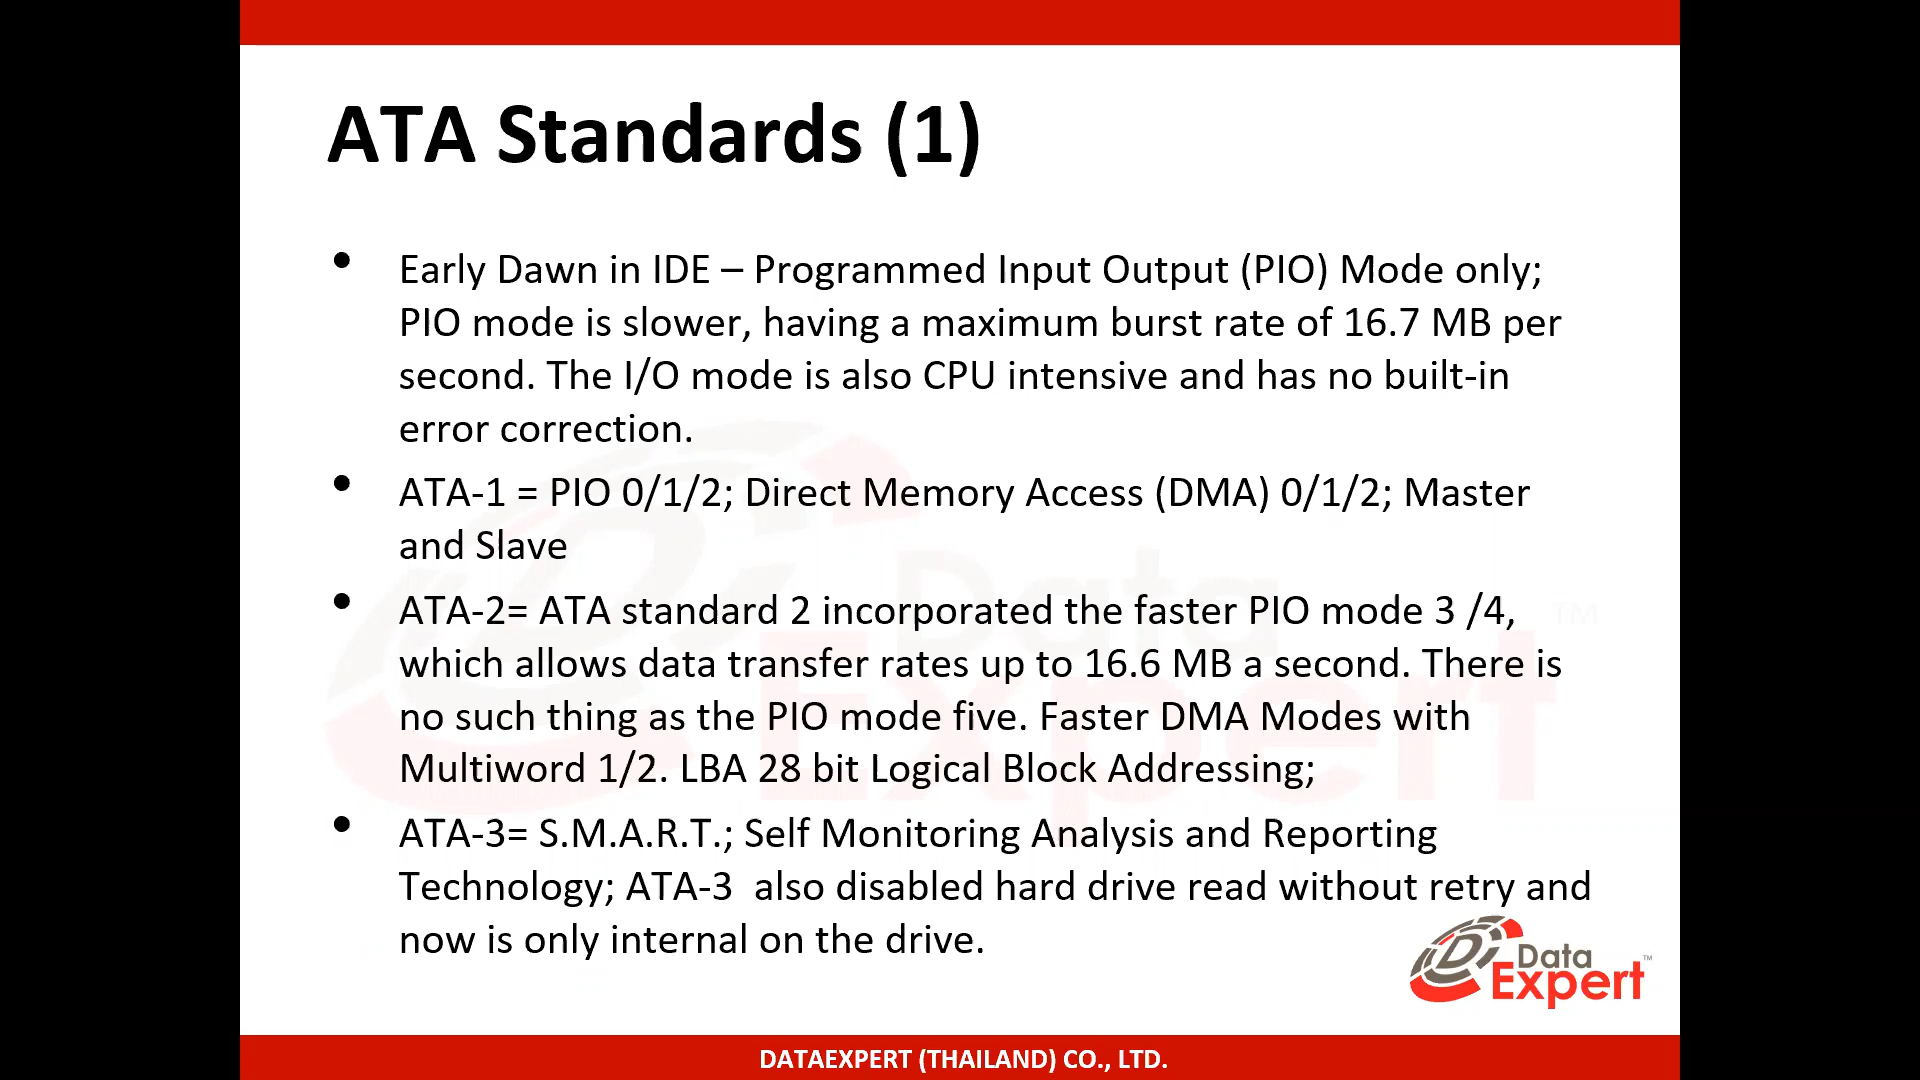 ATA Standards (1)
• Early Dawn in IDE – Programmed Input Output (PIO) Mode only;
PIO mode is slower, having a maximum burst rate of 16.7 MB per
second. The I/O mode is also CPU intensive and has no built-in
error correction.
• ATA-1 = PIO 0/1/2; Direct Memory Access (DMA) 0/1/2; Master
and Slave
• ATA-2= ATA standard 2 incorporated the faster PIO mode 3 /4,
which allows data transfer rates up to 16.6 MB a second. There is
no such thing as the PIO mode five. Faster DMA Modes with
Multiword 1/2. LBA 28 bit Logical Block Addressing;
• ATA-3= S.M.A.R.T.; Self Monitoring Analysis and Reporting
Technology; ATA-3  also disabled hard drive read without retry and
now is only internal on the drive.
Data
Expert™
Data
Expert™
DATAEXPERT (THAILAND) CO., LTD.